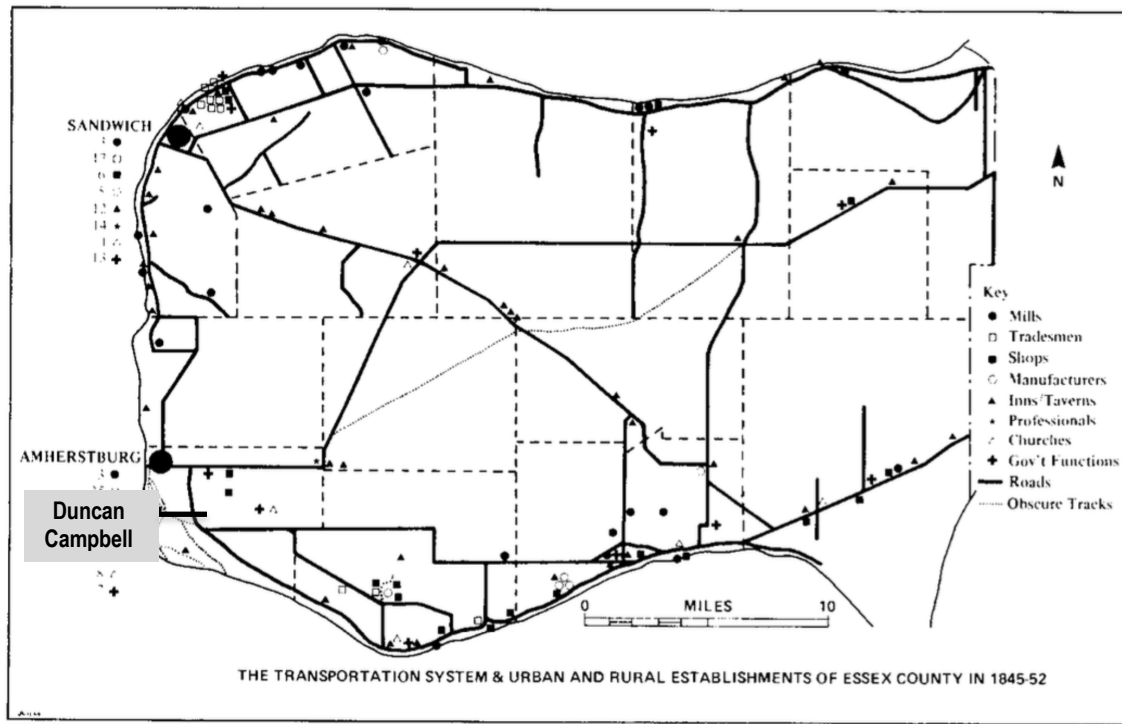 SANDWICH
17
6
5
12
14
1
13
N
Key
Mills
Tradesmen
Shops
Manufacturers
Inns/Taverns
Professionals
Churches
Gov't Functions
Roads
Obscure Tracks
AMHERSTBURG
3
Duncan
Campbell
8
0 MILES 10
THE TRANSPORTATION SYSTEM & URBAN AND RURAL ESTABLISHMENTS OF ESSEX COUNTY IN 1845-52